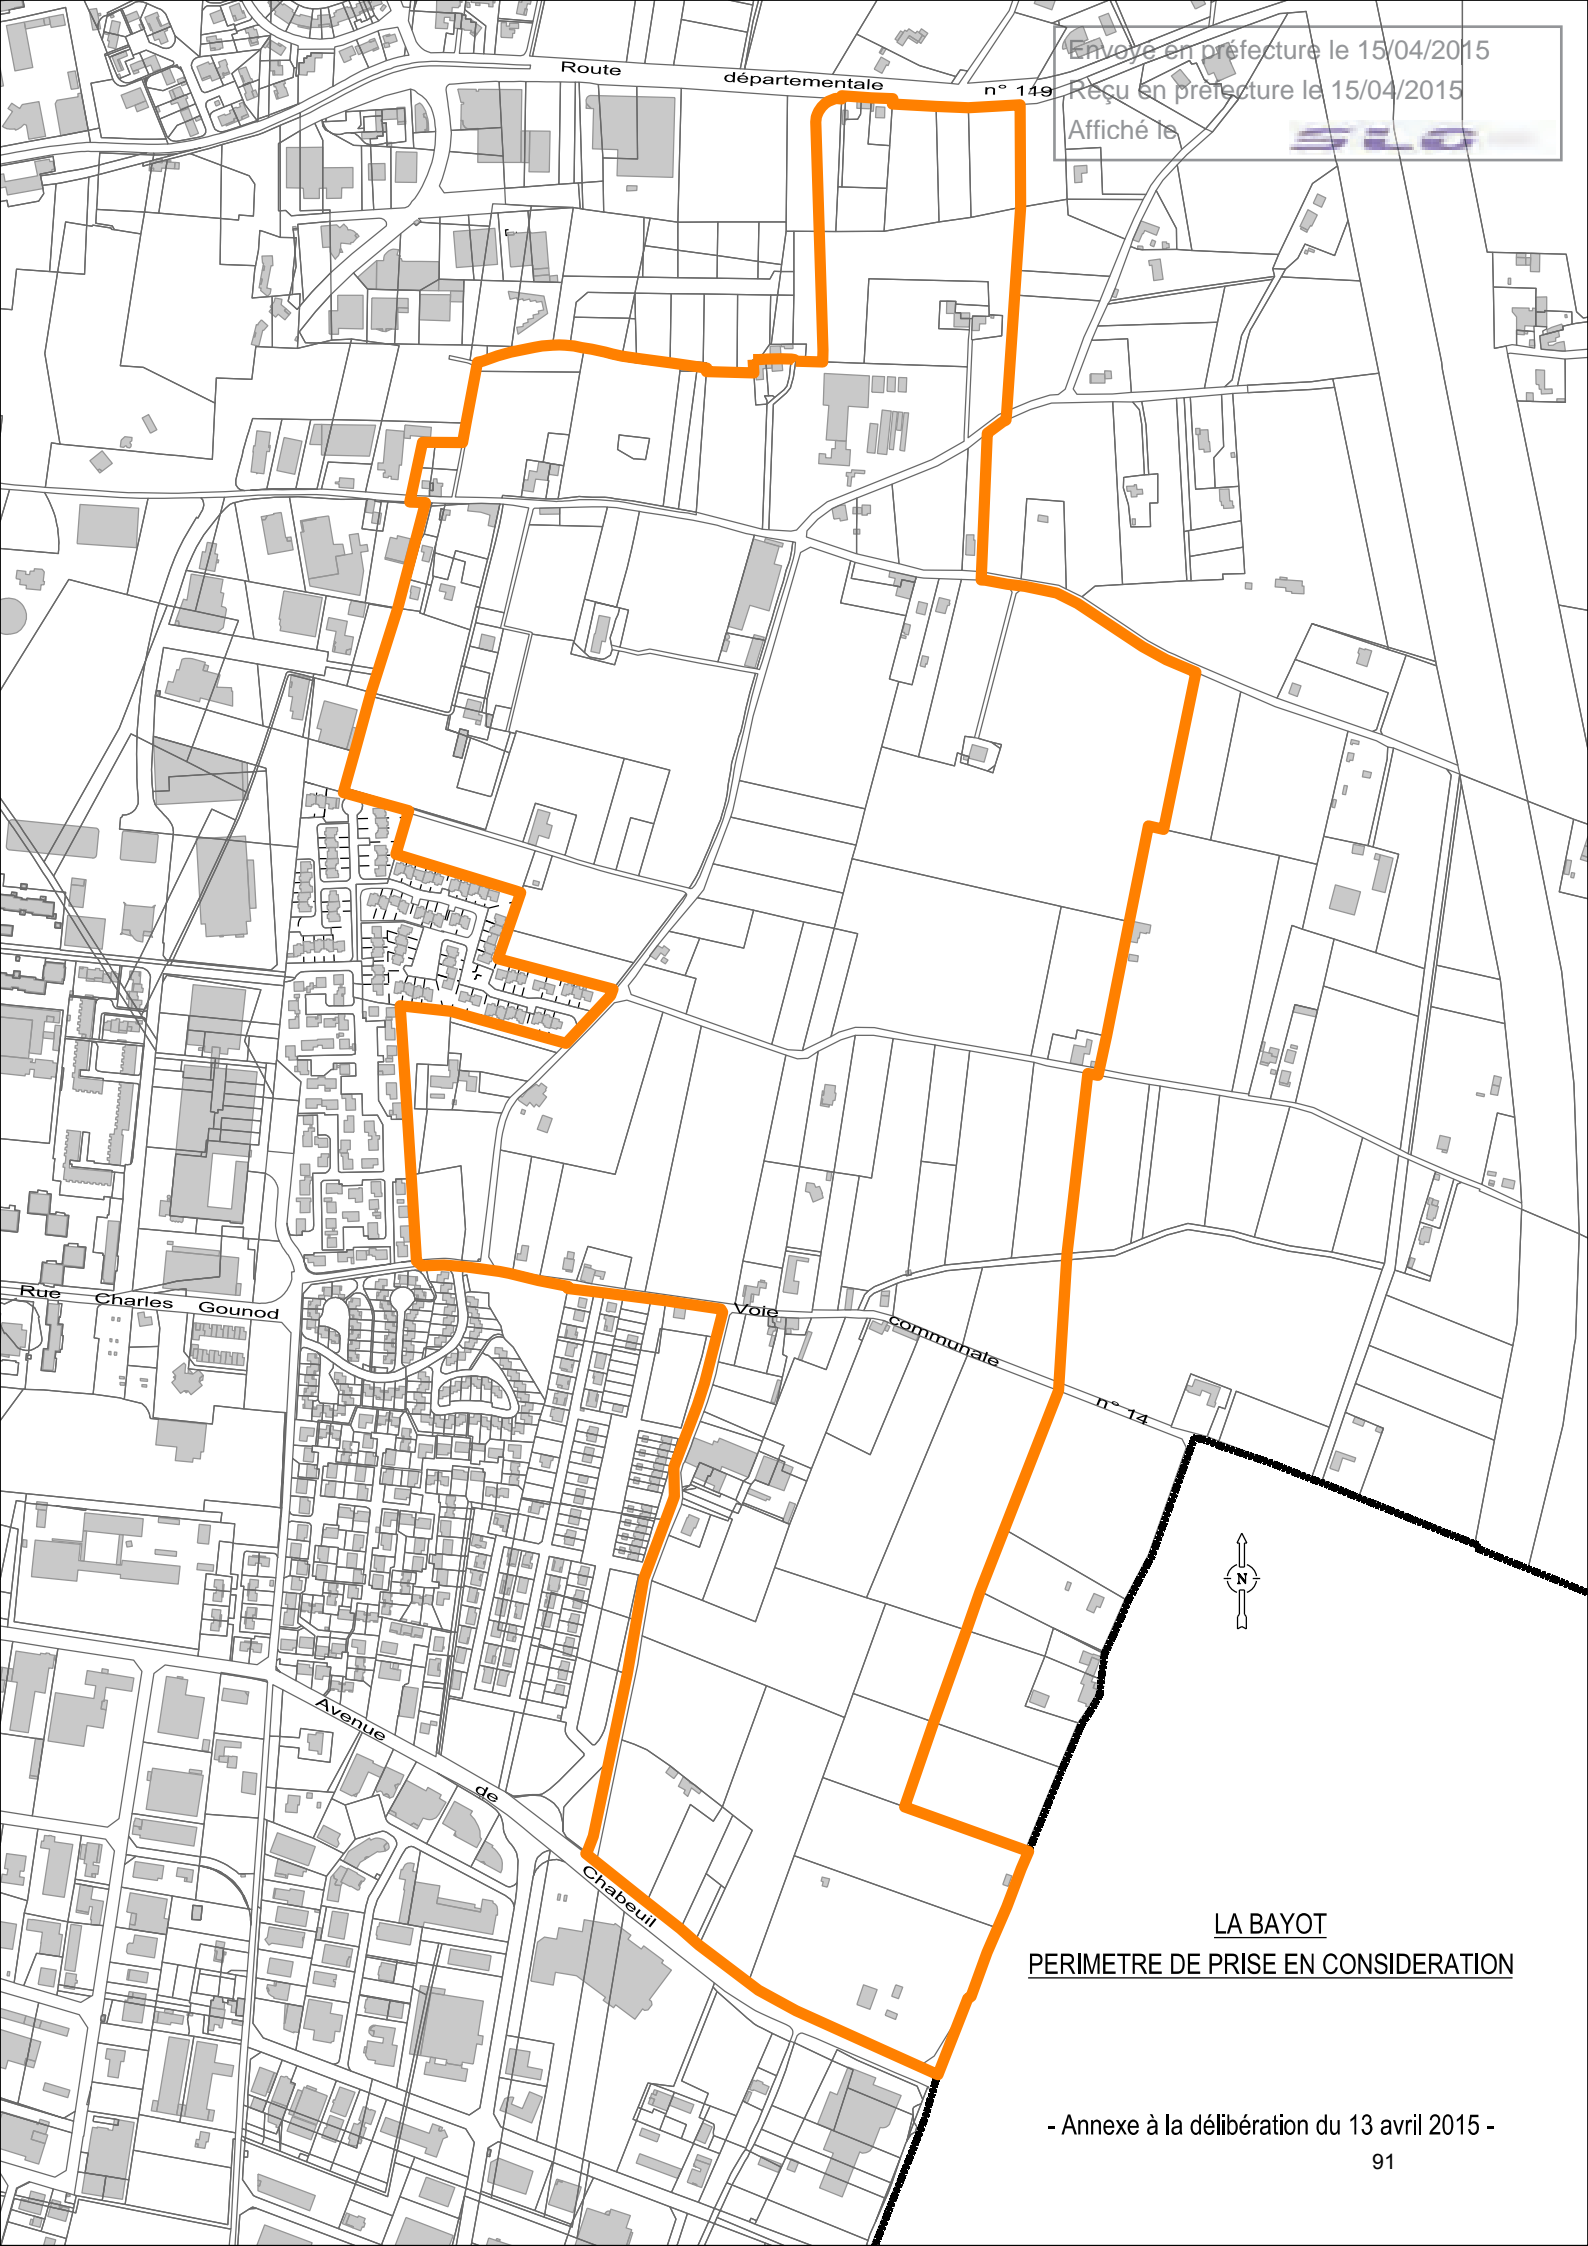 Envoyé en préfecture le 15/04/2015
Reçu en préfecture le 15/04/2015
Affiché le
SLO
Route départementale n° 149
Rue Charles Gounod
Voie communale n° 14
Avenue de Chabeuil
N
LA BAYOT
PERIMETRE DE PRISE EN CONSIDERATION
- Annexe à la délibération du 13 avril 2015 -
91